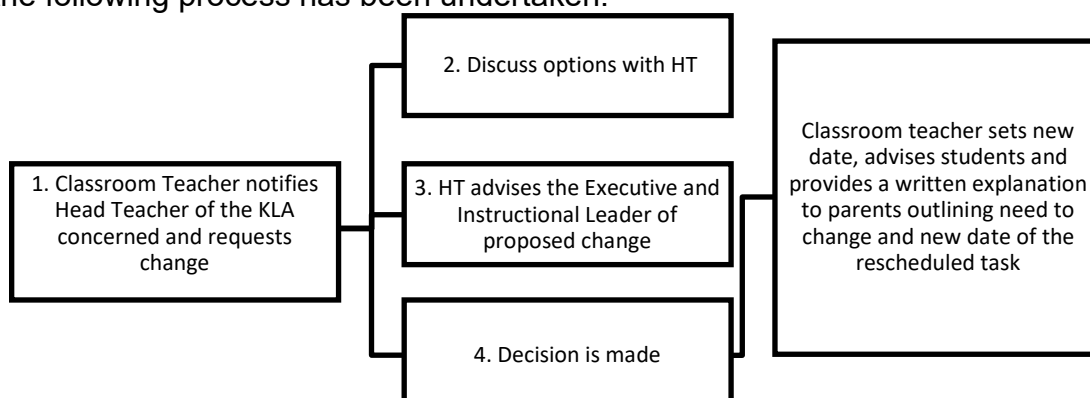 the following process has been undertaken:
1. Classroom Teacher notifies
Head Teacher of the KLA
concerned and requests
change
2. Discuss options with HT
3. HT advises the Executive and
Instructional Leader of
proposed change
4. Decision is made
Classroom teacher sets new
date, advises students and
provides a written explanation
to parents outlining need to
change and new date of the
rescheduled task